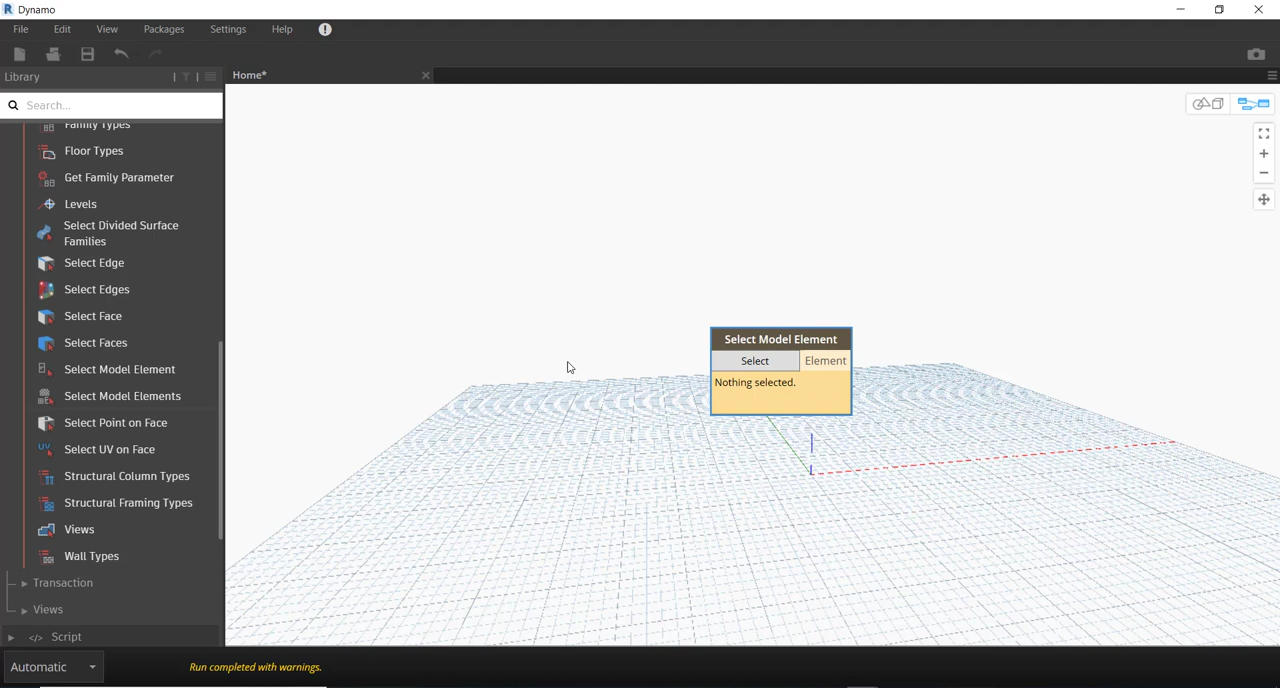 Dynamo
File Edit View Packages Settings Help
Library
Home*
Search...
Family Types
Floor Types
Get Family Parameter
Levels
Select Divided Surface
Families
Select Edge
Select Edges
Select Face
Select Faces
Select Model Element
Select Model Elements
Select Point on Face
Select UV on Face
Structural Column Types
Structural Framing Types
Views
Wall Types
Transaction
Views
Script
Select Model Element
Select Element
Nothing selected.
Automatic
Run completed with warnings.